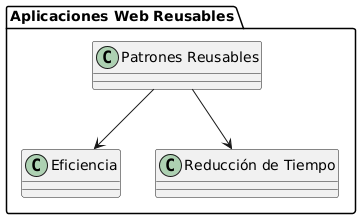 Aplicaciones Web Reusables
C Patrones Reusables
C Eficiencia
C Reducción de Tiempo